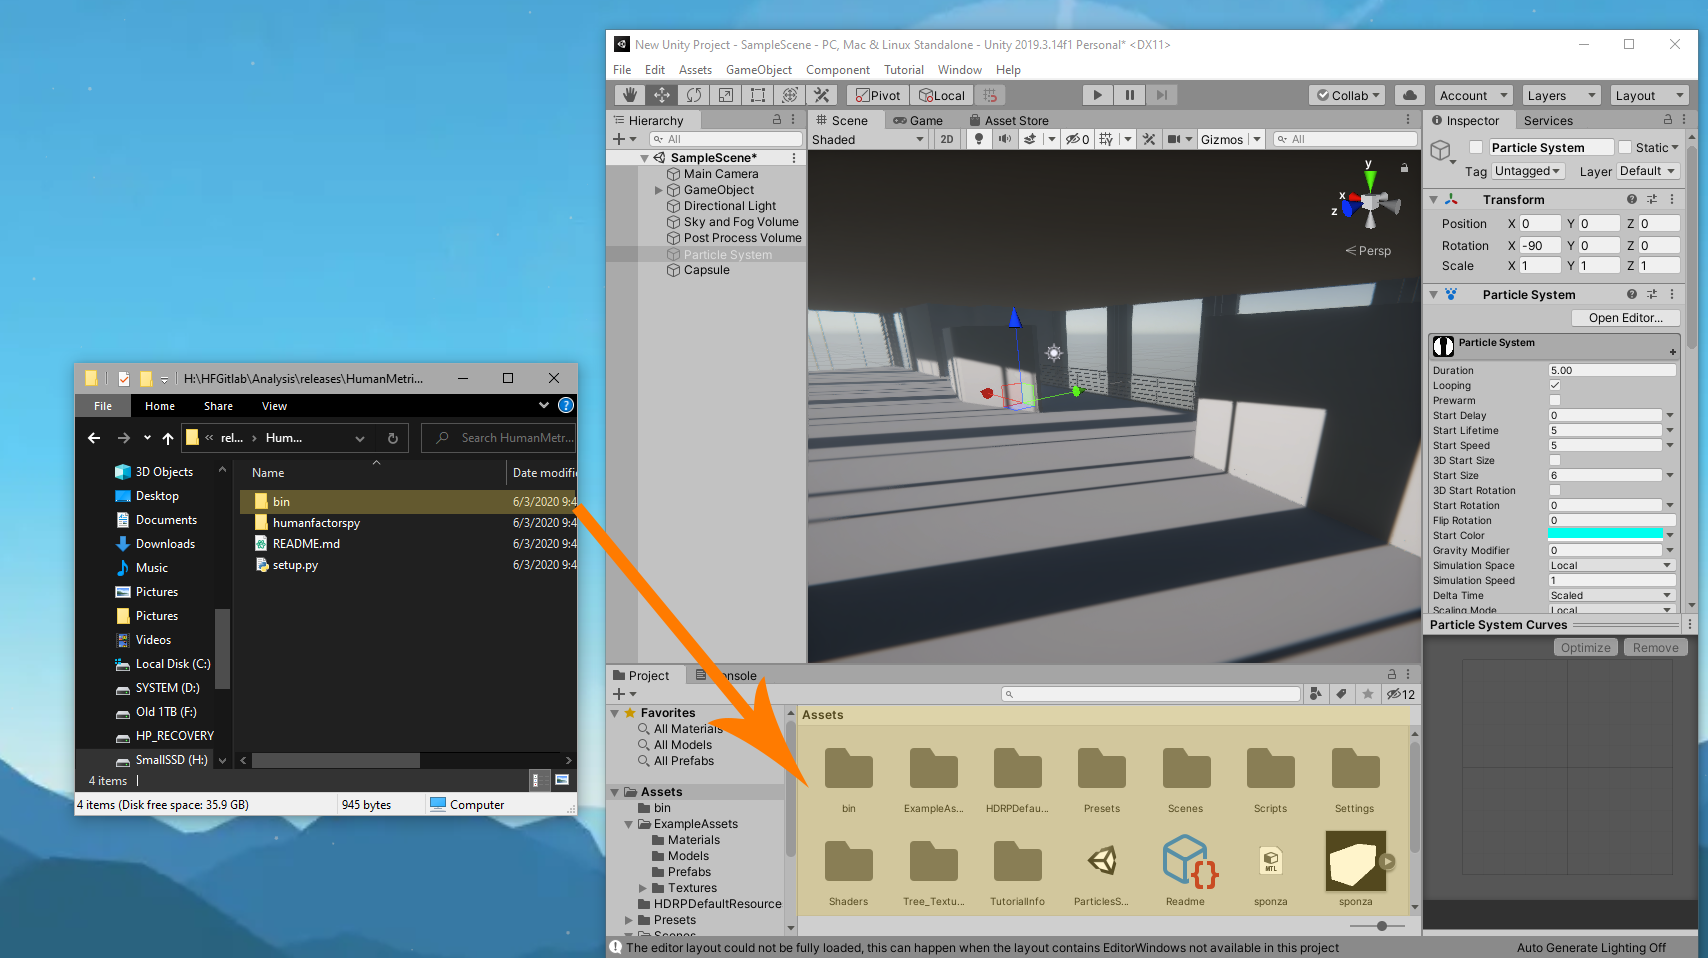 New Unity Project - SampleScene - PC, Mac & Linux Standalone - Unity 2019.3.14f1 Personal* <DX11>
File Edit Assets GameObject Component Tutorial Window Help
Pivot Local Collab Account Layers Layout
Hierarchy
All
SampleScene*
Main Camera
GameObject
Directional Light
Sky and Fog Volume
Post Process Volume
Particle System
Capsule
Scene Game Asset Store
Shaded 2D 0 Gizmos All
y
x
z
Persp
Inspector Services
Particle System Static
Tag Untagged Layer Default
Transform
Position X 0 Y 0 Z 0
Rotation X -90 Y 0 Z 0
Scale X 1 Y 1 Z 1
Particle System
Open Editor...
Particle System
Duration 5.00
Looping
Prewarm
Start Delay 0
Start Lifetime 5
Start Speed 5
3D Start Size
Start Size 6
3D Start Rotation
Start Rotation 0
Flip Rotation 0
Start Color
Gravity Modifier 0
Simulation Space Local
Simulation Speed 1
Delta Time Scaled
Scaling Mode Local
Particle System Curves
Optimize Remove
H:\HFGitlab\Analysis\releases\HumanMetri...
File Home Share View
« rel... › Hum...
Search HumanMetr...
3D Objects
Desktop
Documents
Downloads
Music
Pictures
Pictures
Videos
Local Disk (C:)
SYSTEM (D:)
Old 1TB (F:)
HP_RECOVERY
SmallSSD (H:)
Name Date modifi
bin 6/3/2020 9:4
humanfactorspy 6/3/2020 9:4
README.md 6/3/2020 9:4
setup.py 6/3/2020 9:4
4 items
4 items (Disk free space: 35.9 GB) 945 bytes Computer
Project
12
Favorites
All Materials
All Models
All Prefabs
Assets
bin
ExampleAssets
Materials
Models
Prefabs
Textures
HDRPDefaultResource
Presets
Scenes
Assets
bin ExampleAs... HDRPDefau... Presets Scenes Scripts Settings
MTL
Shaders Tree_Textu... TutorialInfo ParticlesS... Readme sponza sponza
The editor layout could not be fully loaded, this can happen when the layout contains EditorWindows not available in this project
Auto Generate Lighting Off